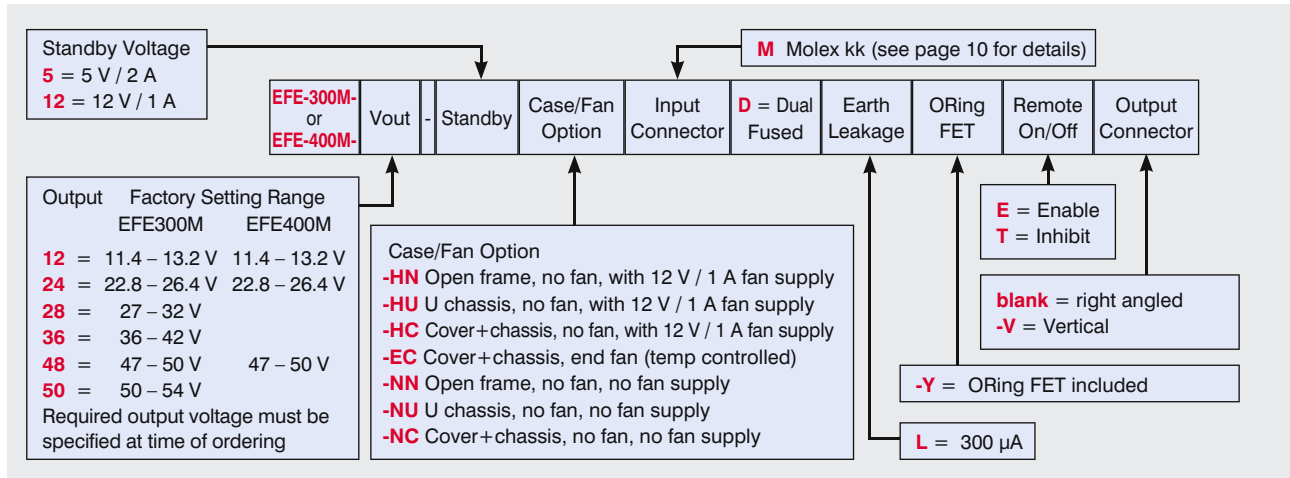 Standby Voltage
5 = 5 V / 2 A
12 = 12 V / 1 A
M Molex kk (see page 10 for details)
EFE-300M-
or
EFE-400M-
Vout
-
Standby
Case/Fan
Option
Input
Connector
D = Dual
Fused
Earth
Leakage
ORing
FET
Remote
On/Off
Output
Connector
Output Factory Setting Range
EFE300M EFE400M
12 = 11.4 – 13.2 V 11.4 – 13.2 V
24 = 22.8 – 26.4 V 22.8 – 26.4 V
28 = 27 – 32 V
36 = 36 – 42 V
48 = 47 – 50 V 47 – 50 V
50 = 50 – 54 V
Required output voltage must be
specified at time of ordering
Case/Fan Option
-HN Open frame, no fan, with 12 V / 1 A fan supply
-HU U chassis, no fan, with 12 V / 1 A fan supply
-HC Cover+chassis, no fan, with 12 V / 1 A fan supply
-EC Cover+chassis, end fan (temp controlled)
-NN Open frame, no fan, no fan supply
-NU U chassis, no fan, no fan supply
-NC Cover+chassis, no fan, no fan supply
E = Enable
T = Inhibit
blank = right angled
-V = Vertical
-Y = ORing FET included
L = 300 µA